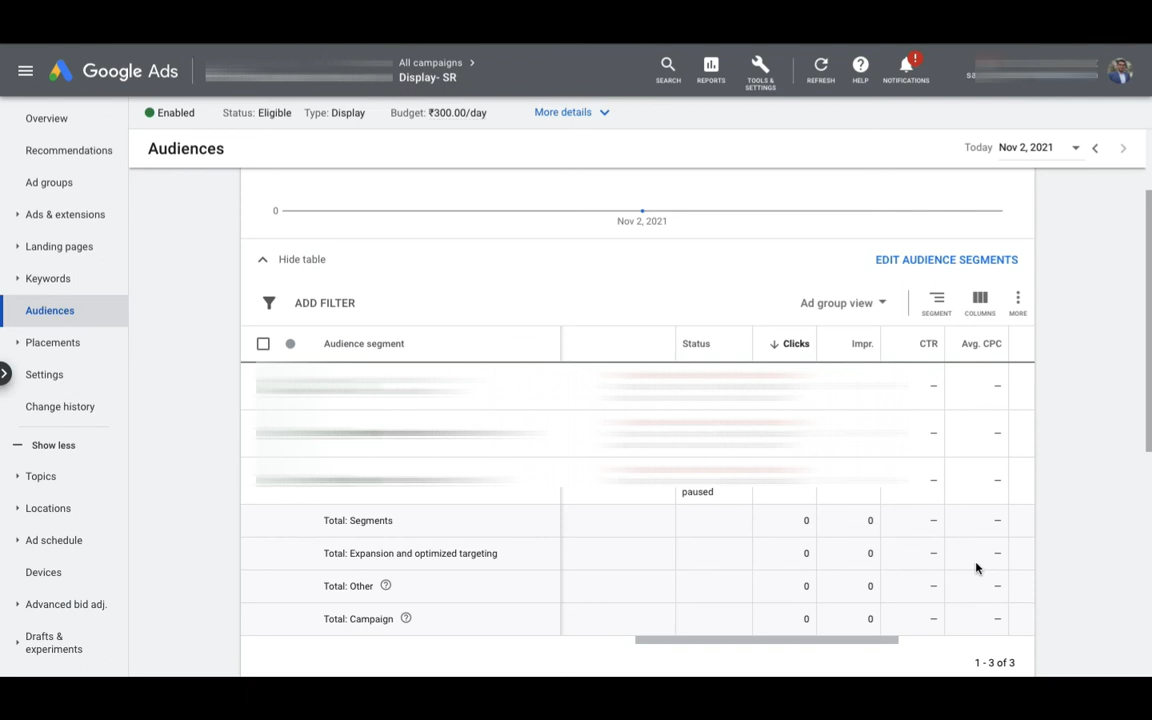 Google Ads
All campaigns
Display- SR
SEARCH
REPORTS
TOOLS & SETTINGS
REFRESH
HELP
!
NOTIFICATIONS
sa
Overview
Recommendations
Ad groups
Ads & extensions
Landing pages
Keywords
Audiences
Placements
Settings
Change history
Show less
Topics
Locations
Ad schedule
Devices
Advanced bid adj.
Drafts &
experiments
Enabled Status: Eligible Type: Display Budget: ₹300.00/day More details
Audiences
Today Nov 2, 2021
0
Nov 2, 2021
Hide table
EDIT AUDIENCE SEGMENTS
ADD FILTER
Ad group view
SEGMENT
COLUMNS
MORE
Audience segment Status Clicks Impr. CTR Avg. CPC
– –
– –
– –
paused
Total: Segments 0 0 – –
Total: Expansion and optimized targeting 0 0 – –
Total: Other ? 0 0 – –
Total: Campaign ? 0 0 – –
1 - 3 of 3